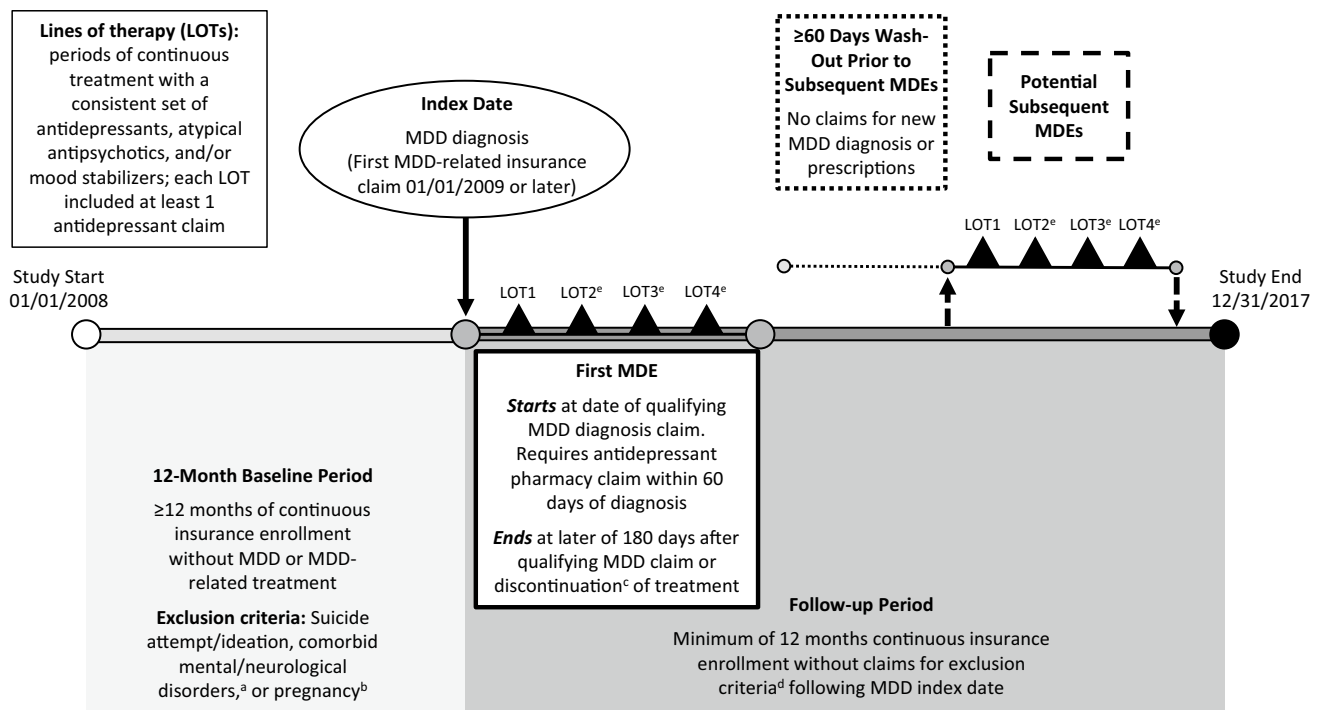 Lines of therapy (LOTs):
periods of continuous
treatment with a
consistent set of
antidepressants, atypical
antipsychotics, and/or
mood stabilizers; each LOT
included at least 1
antidepressant claim
Index Date
MDD diagnosis
(First MDD-related insurance
claim 01/01/2009 or later)
≥60 Days Wash-
Out Prior to
Subsequent MDEs
No claims for new
MDD diagnosis or
prescriptions
Potential
Subsequent
MDEs
LOT1 LOT2ᵉ LOT3ᵉ LOT4ᵉ
Study Start
01/01/2008
LOT1 LOT2ᵉ LOT3ᵉ LOT4ᵉ
Study End
12/31/2017
First MDE
Starts at date of qualifying
MDD diagnosis claim.
Requires antidepressant
pharmacy claim within 60
days of diagnosis
Ends at later of 180 days after
qualifying MDD claim or
discontinuationᶜ of treatment
12-Month Baseline Period
≥12 months of continuous
insurance enrollment
without MDD or MDD-
related treatment
Exclusion criteria: Suicide
attempt/ideation, comorbid
mental/neurological
disorders,ᵃ or pregnancyᵇ
Follow-up Period
Minimum of 12 months continuous insurance
enrollment without claims for exclusion
criteriaᵈ following MDD index date